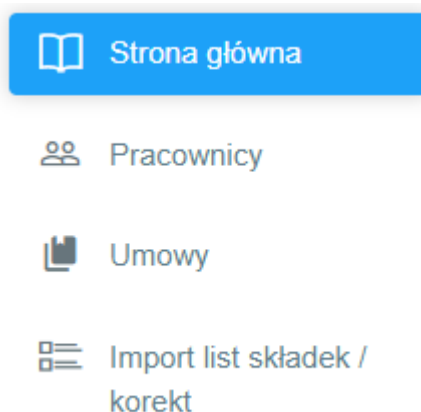 Strona główna
Pracownicy
Umowy
Import list składek /
korekt